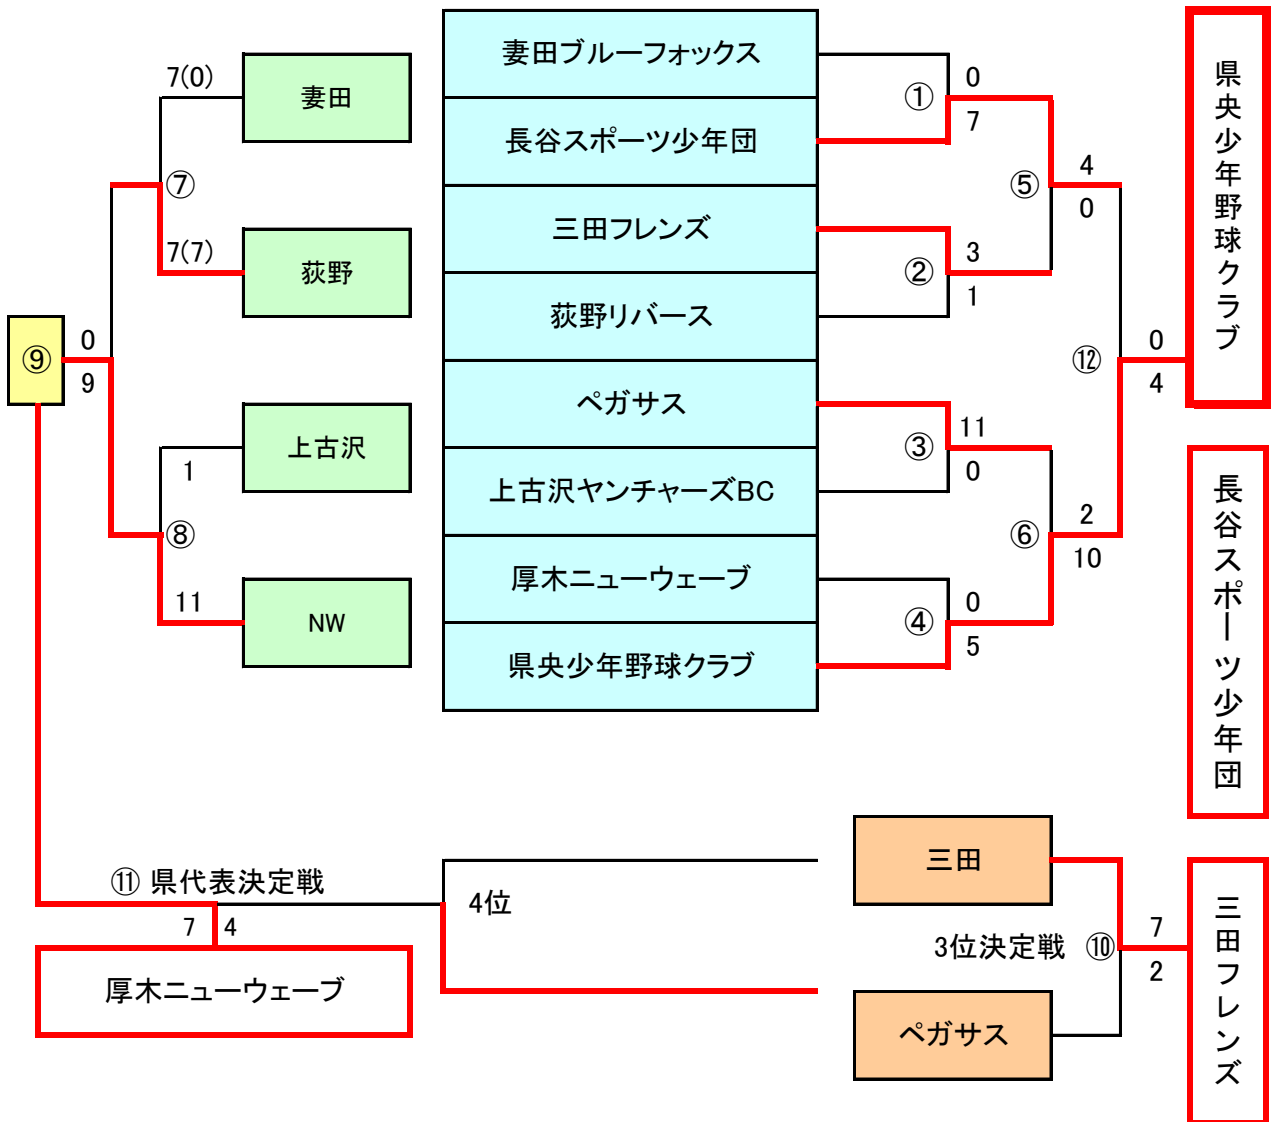 妻田ブルーフォックス
長谷スポーツ少年団
三田フレンズ
荻野リバース
ペガサス
上古沢ヤンチャーズBC
厚木ニューウェーブ
県央少年野球クラブ
7(0)
妻田
⑦
7(7)
荻野
⑨
0
9
上古沢
1
⑧
11
NW
①
0
7
②
3
1
③
11
0
④
0
5
⑤
4
0
⑥
2
10
⑫
0
4
県央少年野球クラブ
長谷スポーツ少年団
⑪ 県代表決定戦
7
4
厚木ニューウェーブ
4位
三田
3位決定戦 ⑩
7
2
ペガサス
三田フレンズ